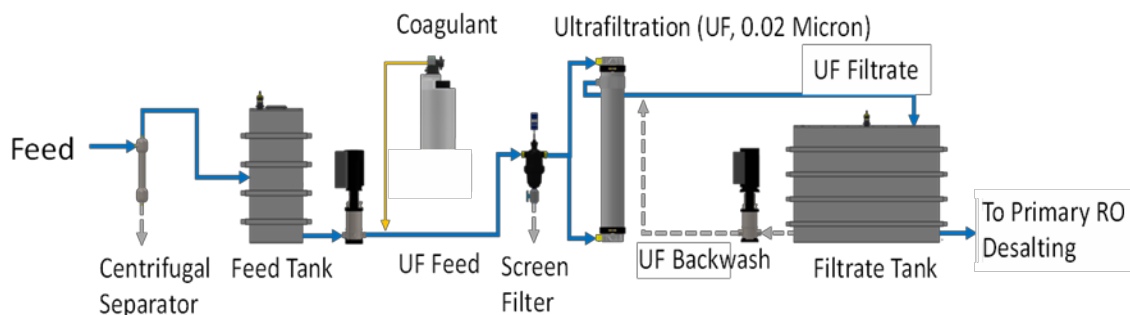 Coagulant
Ultrafiltration (UF, 0.02 Micron)
UF Filtrate
Feed
To Primary RO
Desalting
Centrifugal
Separator
Feed Tank
UF Feed
Screen
Filter
UF Backwash
Filtrate Tank